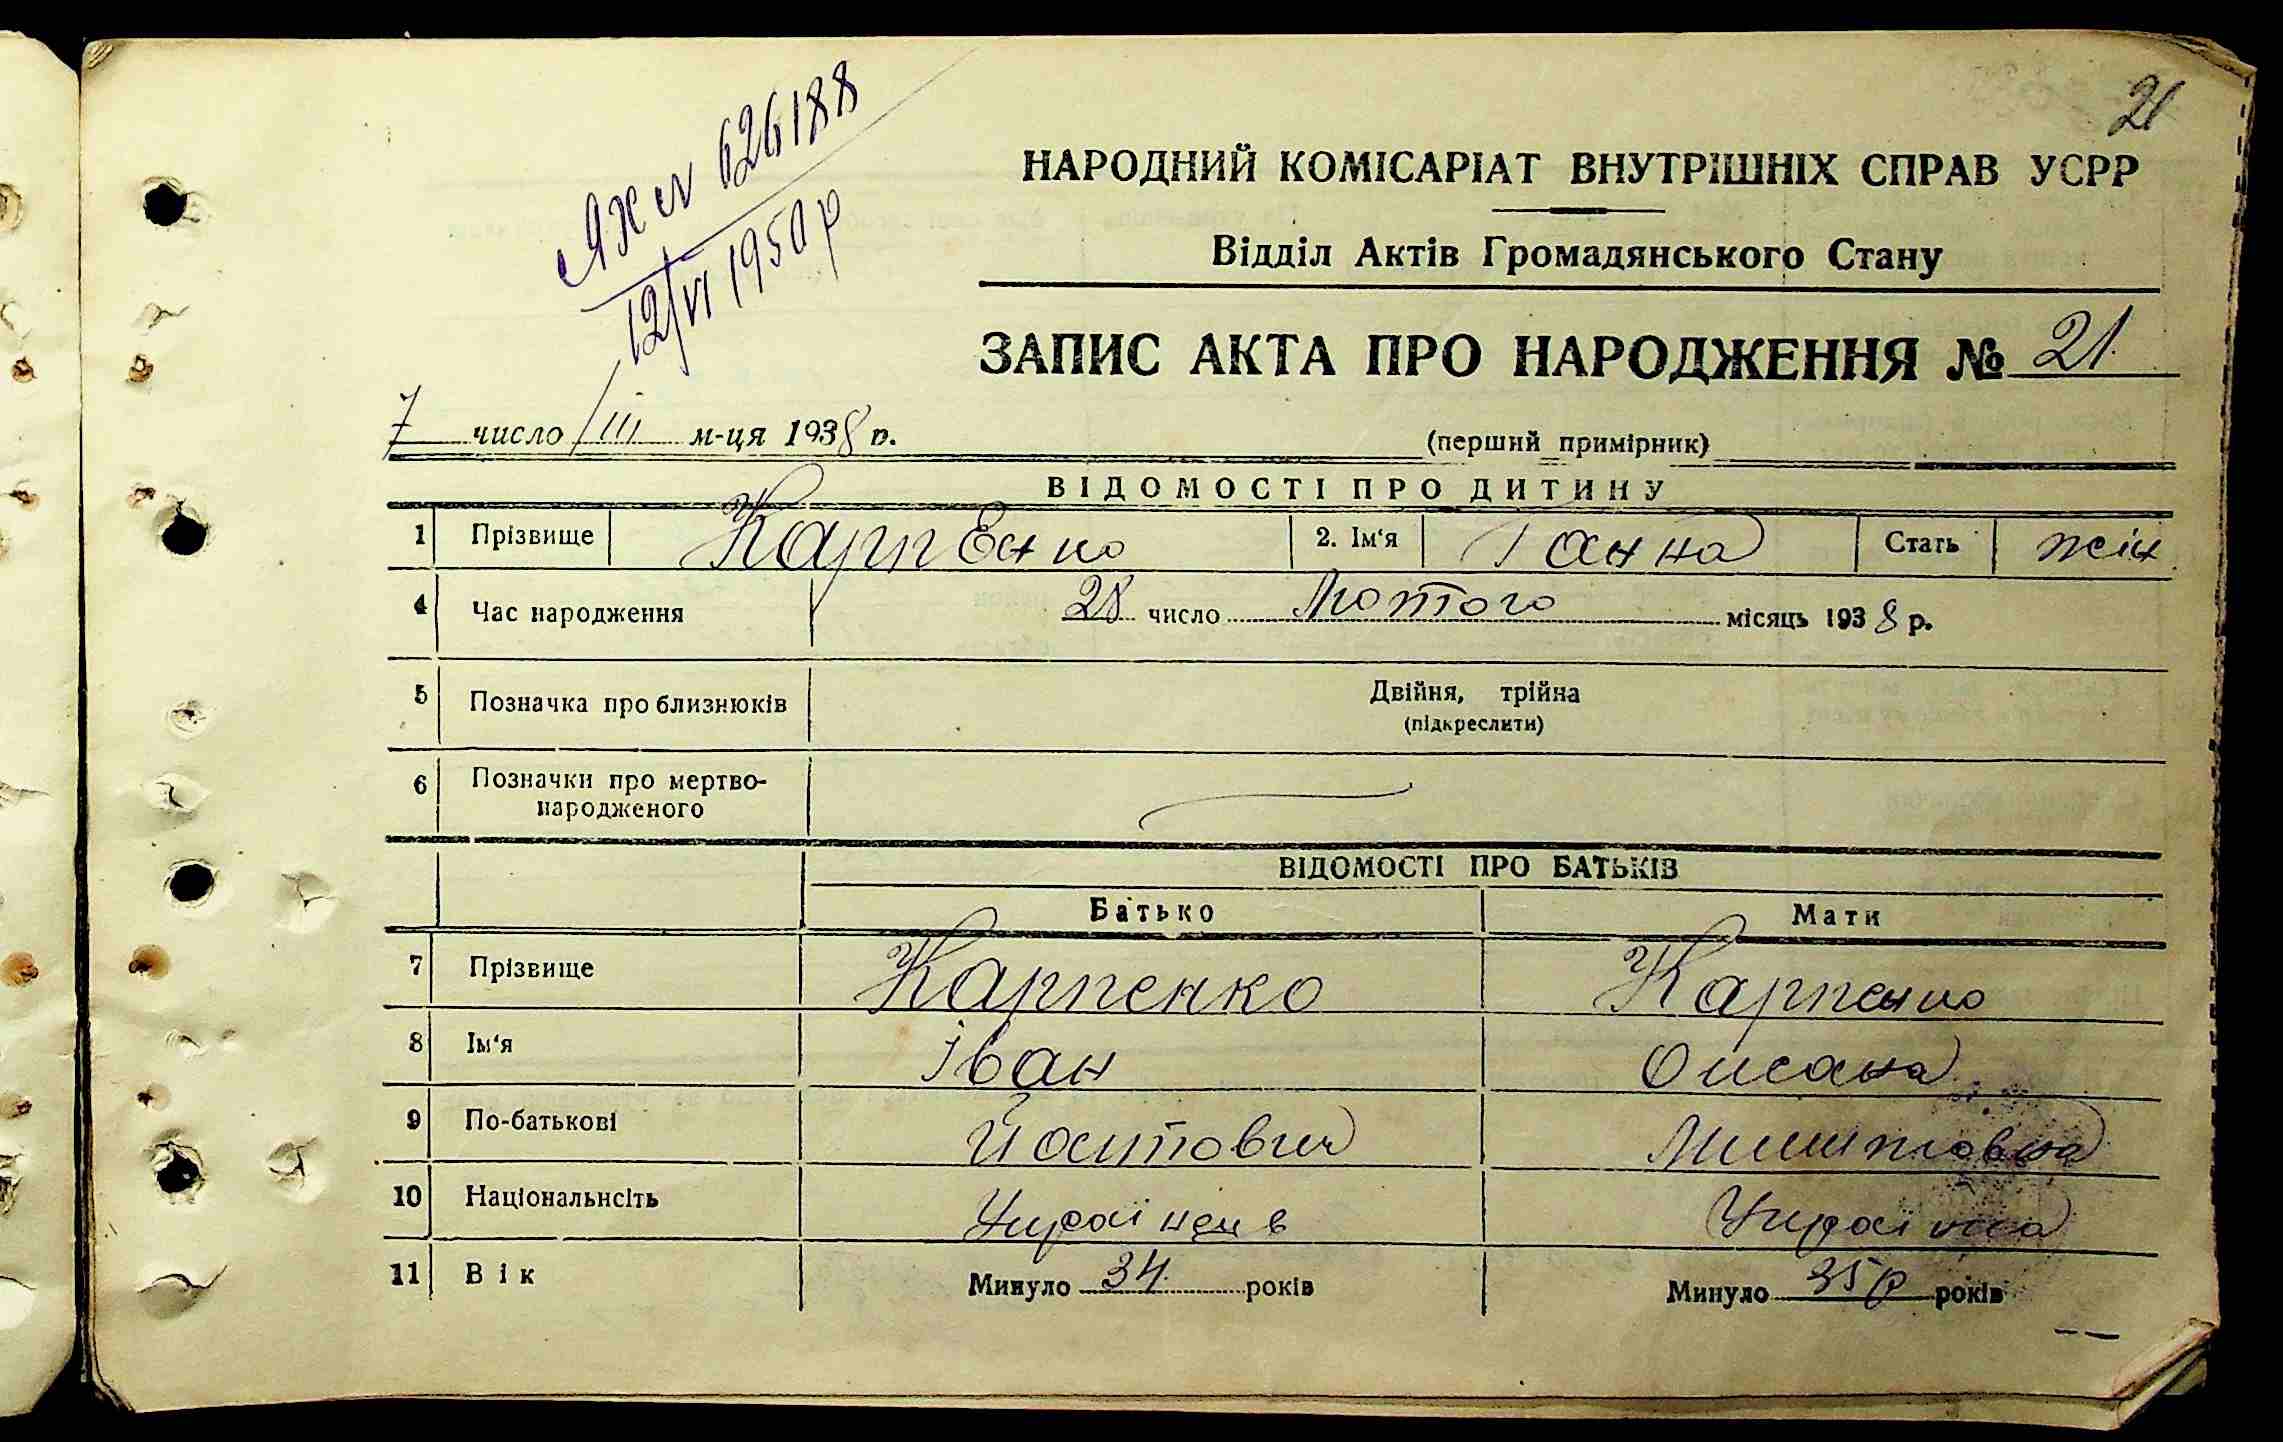 21
ЯЖ № 626188
12/VI 1950 р
НАРОДНИЙ КОМІСАРІАТ ВНУТРІШНІХ СПРАВ УСРР
Відділ Актів Громадянського Стану
ЗАПИС АКТА ПРО НАРОДЖЕННЯ № 21.
7 число III м-ця 1938 р.
(перший примірник)
ВІДОМОСТІ ПРО ДИТИНУ
1 Прізвище Карпенко 2. Ім‘я Ганна Стать жін
4 Час народження 28 число Лютого місяць 1938 р.
5 Позначка про близнюків Двійня, трійна
(підкреслити)
6 Позначки про мертво-
народженого
ВІДОМОСТІ ПРО БАТЬКІВ
Батько Мати
7 Прізвище Карпенко Карпенко
8 Ім‘я Іван Оксана
9 По-батькові Йосипович
10 Національнсіть Українець Українка
11 Вік Минуло 34 років Минуло 35 р років